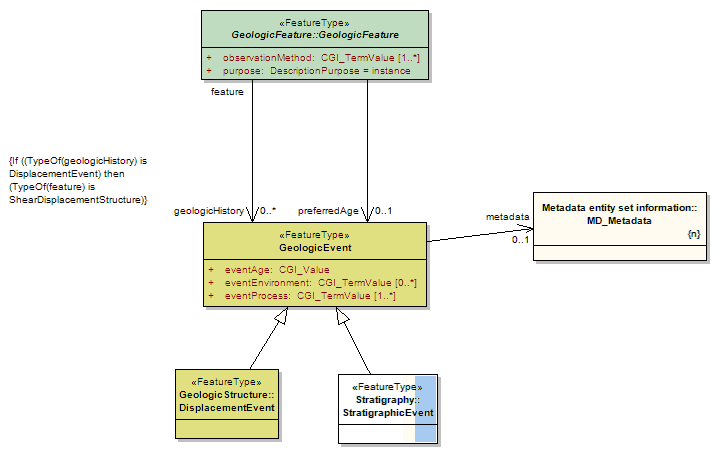 «FeatureType»
GeologicFeature::GeologicFeature
+ observationMethod: CGI_TermValue [1..*]
+ purpose: DescriptionPurpose = instance
feature
{If ((TypeOf(geologicHistory) is
DisplacementEvent) then
(TypeOf(feature) is
ShearDisplacementStructure)}
geologicHistory 0..* preferredAge 0..1
«FeatureType»
GeologicEvent
+ eventAge: CGI_Value
+ eventEnvironment: CGI_TermValue [0..*]
+ eventProcess: CGI_TermValue [1..*]
metadata
0..1
Metadata entity set information::
MD_Metadata
{n}
«FeatureType»
GeologicStructure::
DisplacementEvent
«FeatureType»
Stratigraphy::
StratigraphicEvent